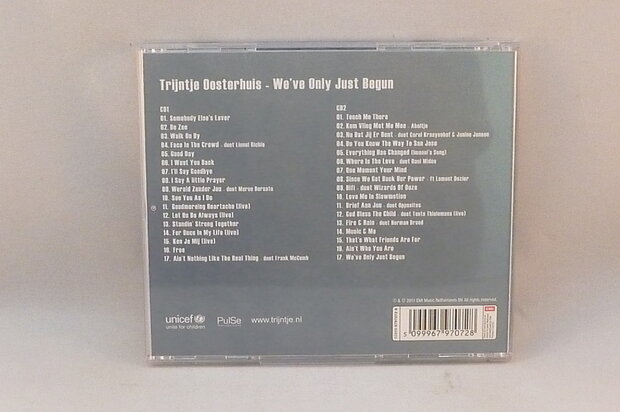 Trijntje Oosterhuis - We've Only Just Begun
CD1
01. Somebody Else's Lover
02. De Zee
03. Walk On By
04. Face In The Crowd - duet Lionel Richie
05. Good Day
06. I Want You Back
07. I'll Say Goodbye
08. I Say A Little Prayer
09. Wereld Zonder Jou - duet Marco Borsato
10. See You As I Do
11. Goodmorning Heartache (live)
12. Let Us Be Always (live)
13. Standin' Strong Together
14. For Once In My Life (live)
15. Ken Je Mij (live)
16. Free
17. Ain't Nothing Like The Real Thing - duet Frank McComb
CD2
01. Touch Me There
02. Kom Vlieg Met Me Mee - Abeltje
03. Nu Dat Jij Er Bent - duet Carel Kraayenhof & Janine Jansen
04. Do You Know The Way To San Jose
05. Everything Has Changed
06. Where Is The Love - duet Raul Midón
07. One Moment Your Mind
08. Since We Got Back Our Power - ft Lamont Dozier
09. Hifi - duet Wizards Of Ooze
10. Love Me In Slowmotion
11. Brief Aan Jou - duet Opposites
12. God Bless The Child - duet Toots Thielemans (live)
13. Fire & Rain - duet Herman Brood
14. Music & Me
15. That's What Friends Are For
16. Ain't Who You Are
17. We've Only Just Begun
℗ & © 2011 EMI Music Netherlands BV. All rights reserved.
unicef
unite for children
PulSe
www.trijntje.nl
EMI
5 099967 970728